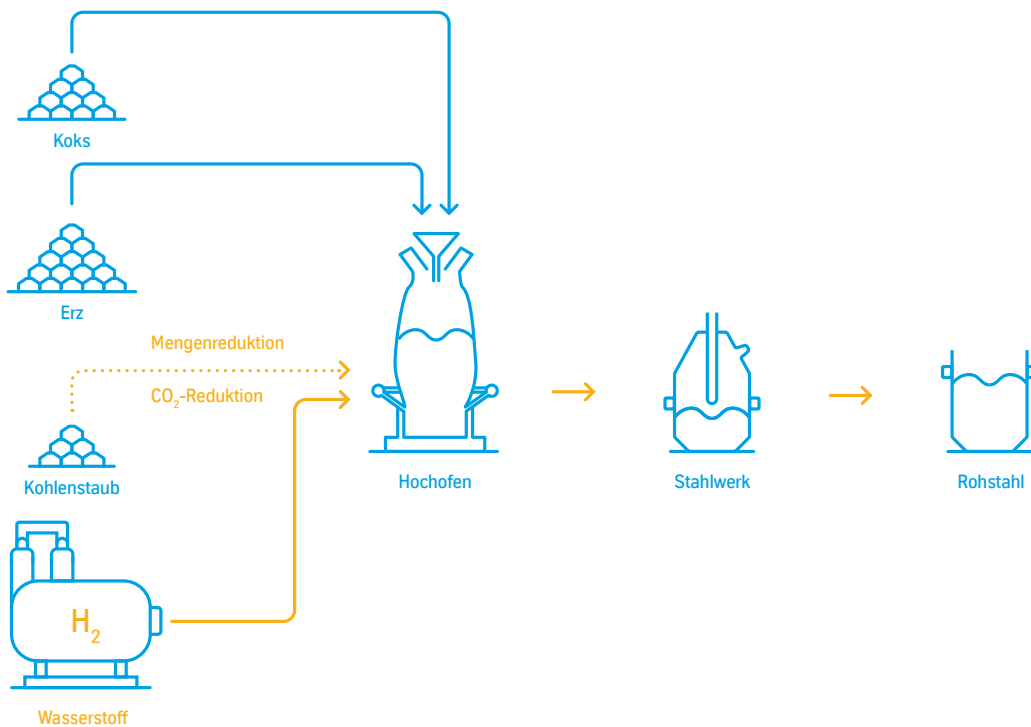 Koks
Erz
Mengenreduktion
CO₂-Reduktion
Kohlenstaub
Hochofen
Stahlwerk
Rohstahl
H₂
Wasserstoff